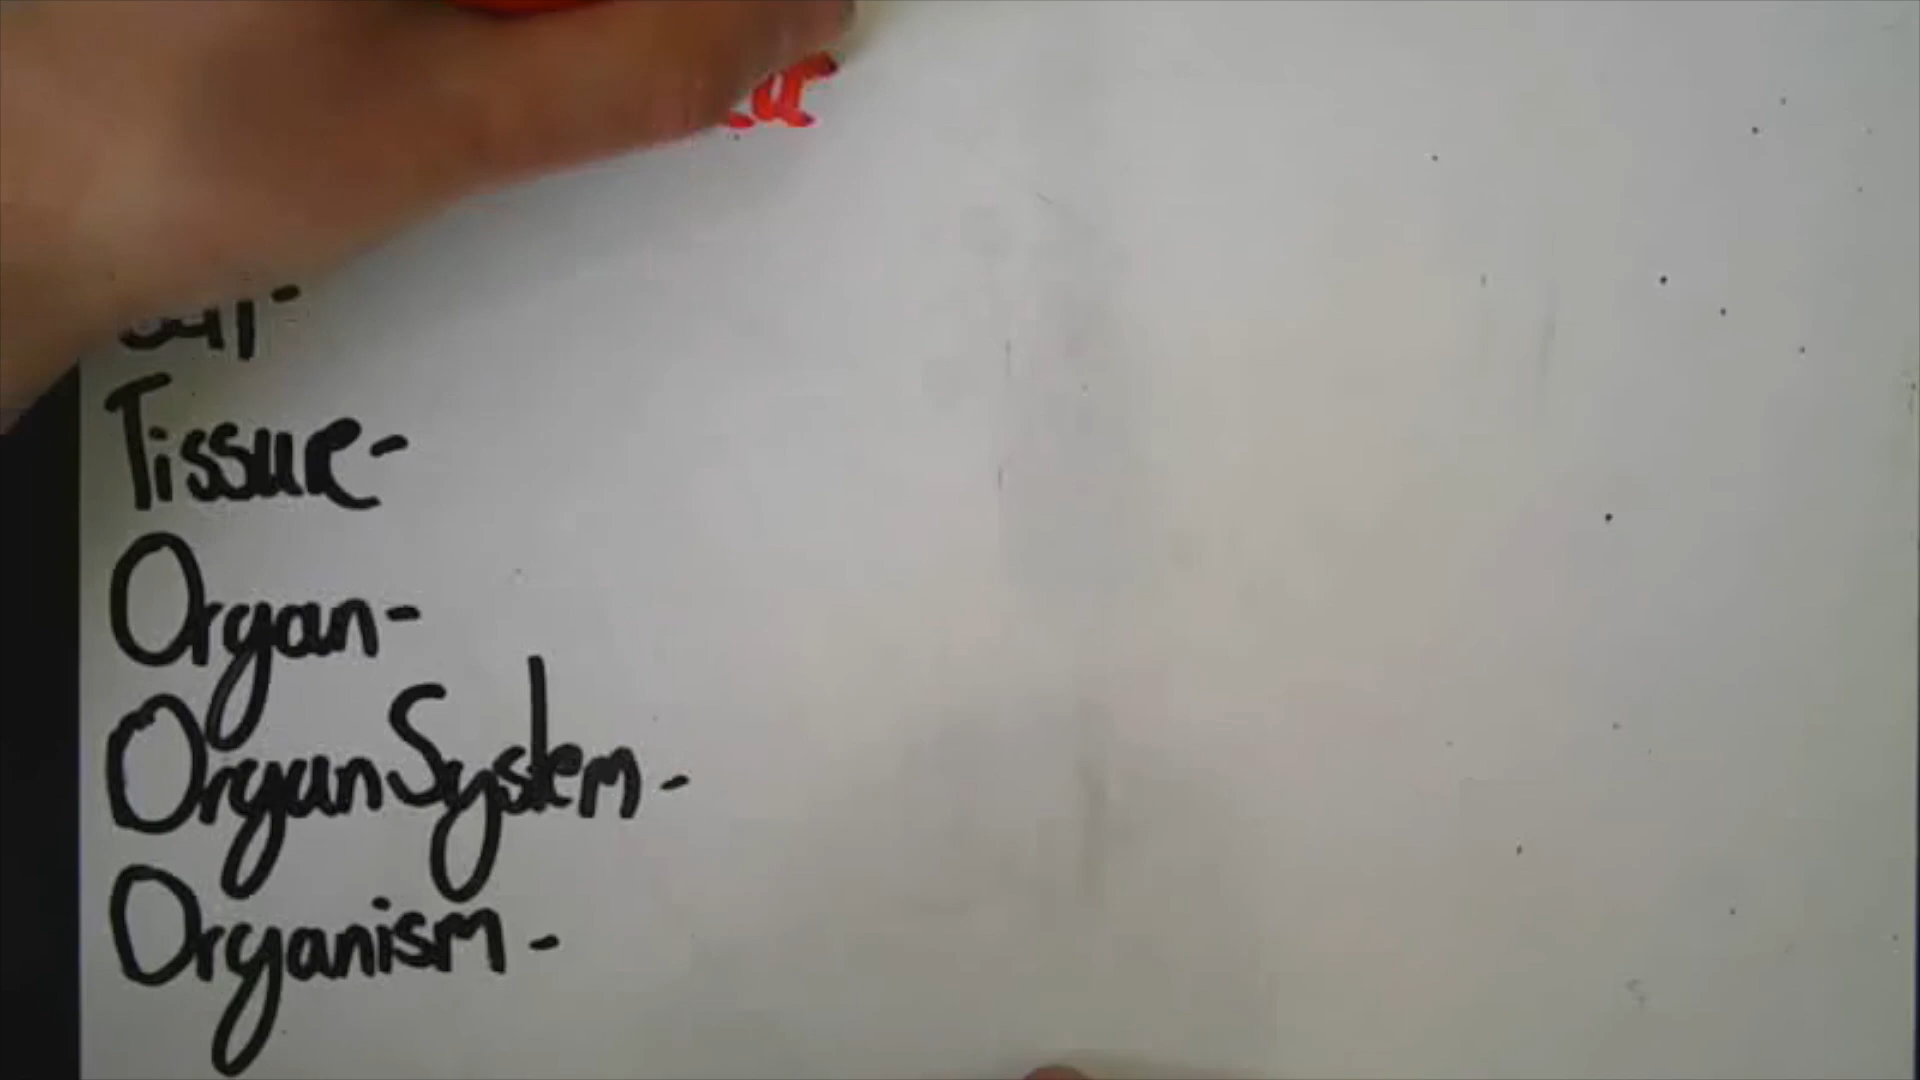 Tissue-
Organ-
Organ System-
Organism-